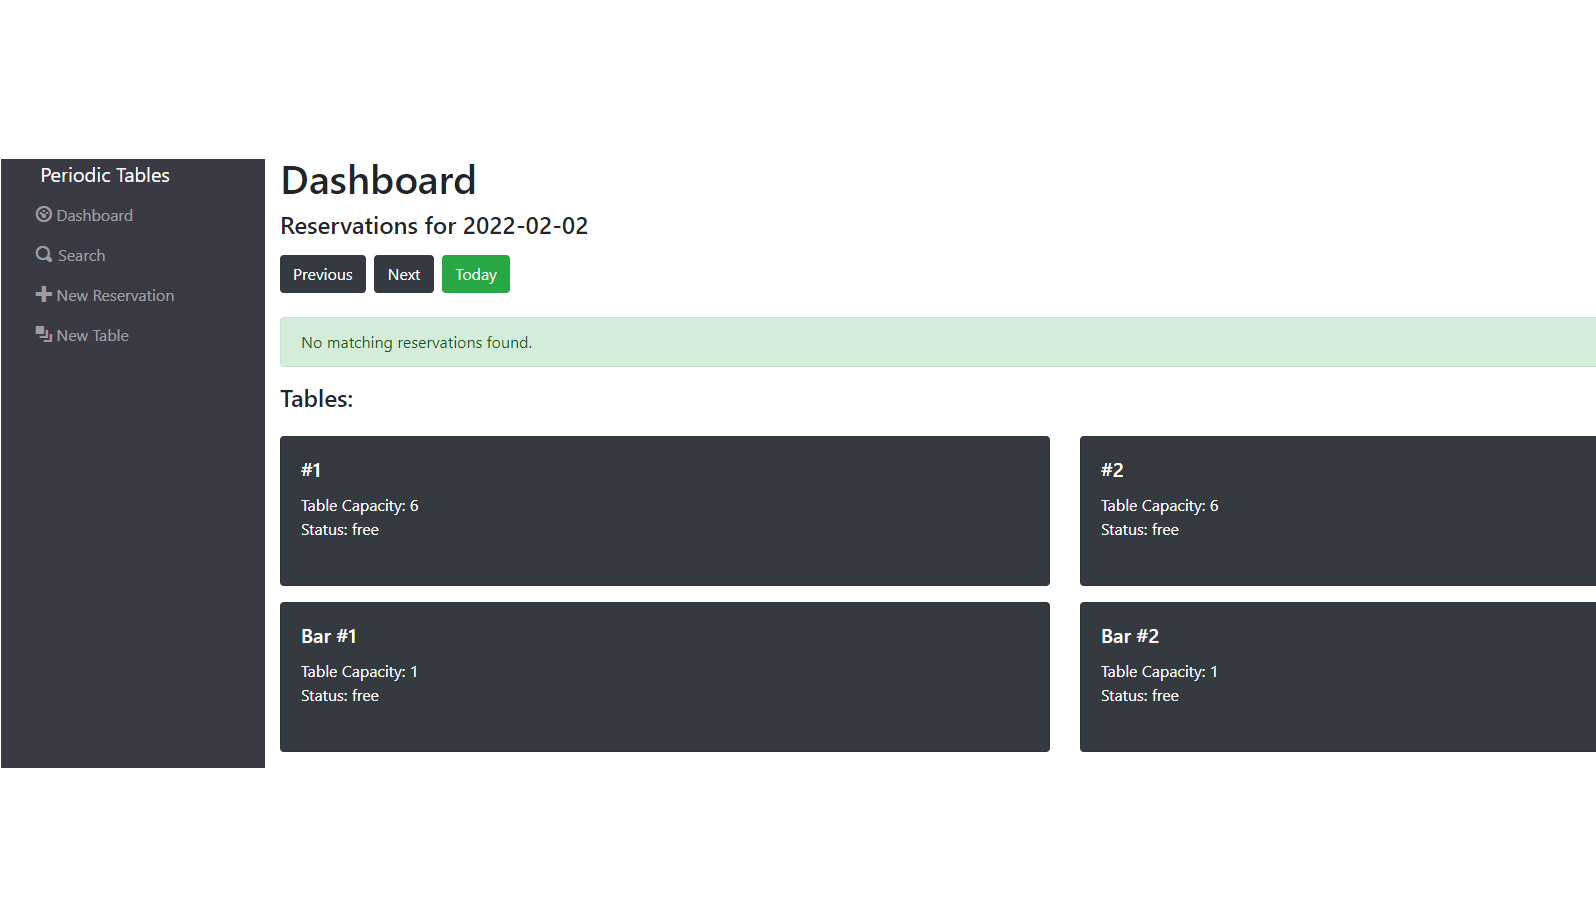 Periodic Tables
Dashboard
Search
New Reservation
New Table
Dashboard
Reservations for 2022-02-02
Previous Next Today
No matching reservations found.
Tables:
#1
Table Capacity: 6
Status: free
#2
Table Capacity: 6
Status: free
Bar #1
Table Capacity: 1
Status: free
Bar #2
Table Capacity: 1
Status: free